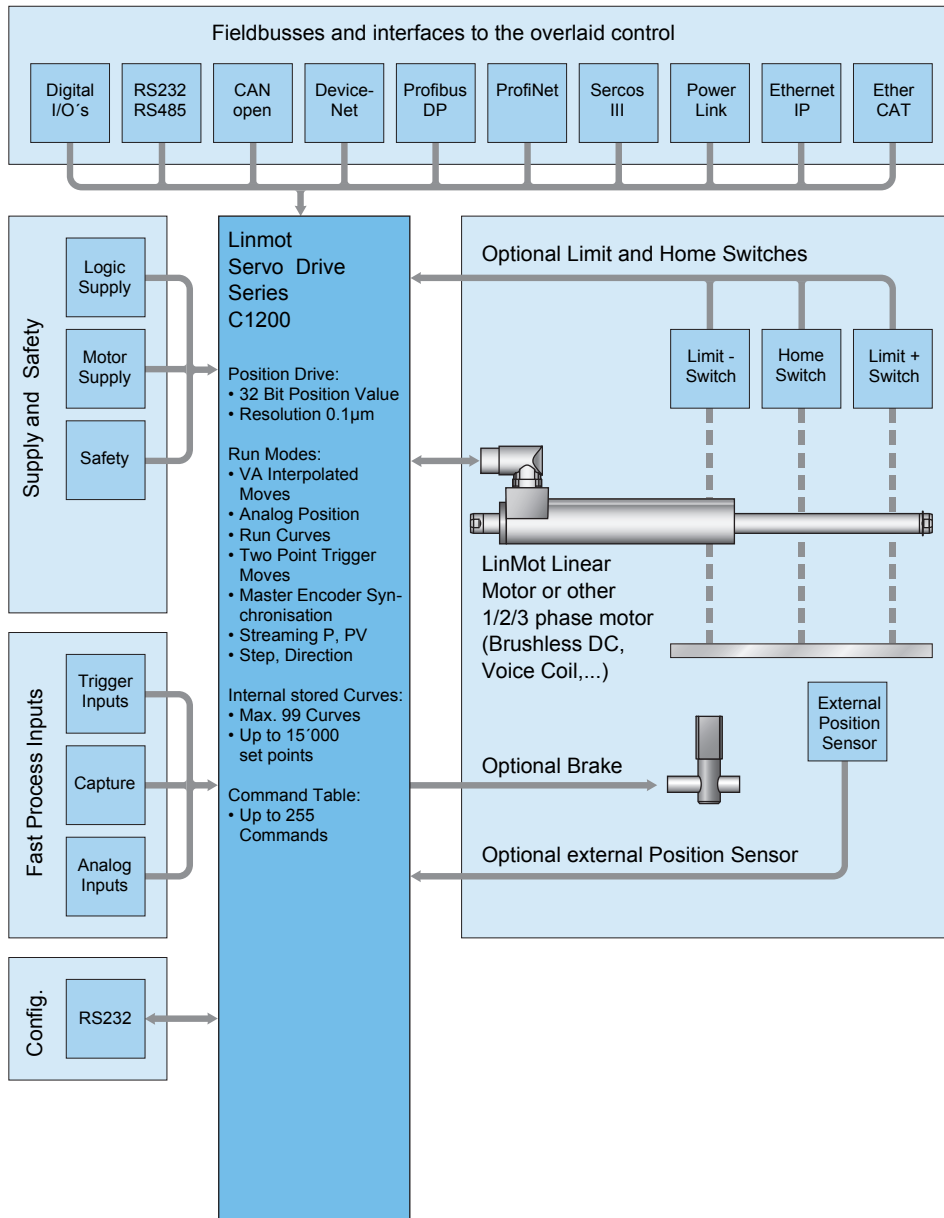 Fieldbusses and interfaces to the overlaid control
Digital
I/O´s
RS232
RS485
CAN
open
Device-
Net
Profibus
DP
ProfiNet
Sercos
III
Power
Link
Ethernet
IP
Ether
CAT
Supply and Safety
Logic
Supply
Motor
Supply
Safety
Fast Process Inputs
Trigger
Inputs
Capture
Analog
Inputs
Config.
RS232
Linmot
Servo Drive
Series
C1200
Position Drive:
• 32 Bit Position Value
• Resolution 0.1µm
Run Modes:
• VA Interpolated
Moves
• Analog Position
• Run Curves
• Two Point Trigger
Moves
• Master Encoder Syn-
chronisation
• Streaming P, PV
• Step, Direction
Internal stored Curves:
• Max. 99 Curves
• Up to 15´000
set points
Command Table:
• Up to 255
Commands
Optional Limit and Home Switches
Limit -
Switch
Home
Switch
Limit +
Switch
LinMot Linear
Motor or other
1/2/3 phase motor
(Brushless DC,
Voice Coil,...)
External
Position
Sensor
Optional Brake
Optional external Position Sensor